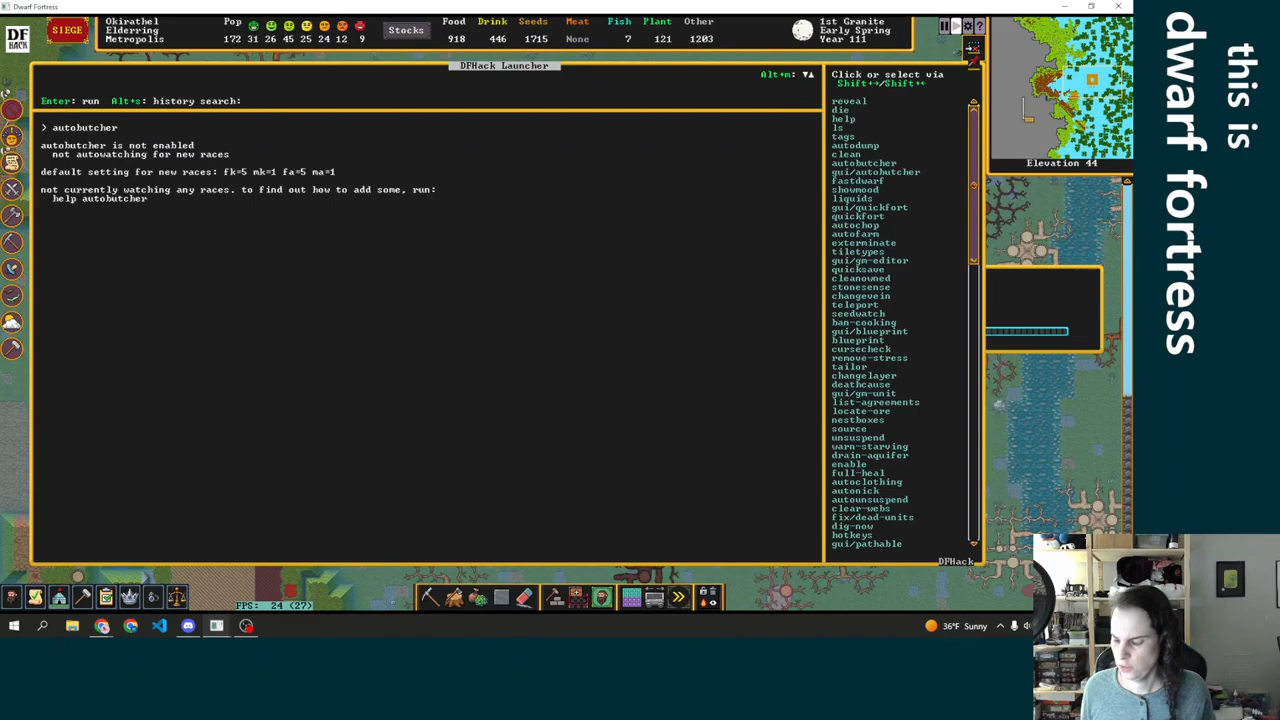 Dwarf Fortress
DF
HACK
SIEGE
Okirathel
Elderring
Metropolis
Pop
172 31 26 45 25 24 12 9
Stocks
Food Drink Seeds Meat Fish Plant Other
918 446 1715 None 7 121 1203
1st Granite
Early Spring
Year 111
Elevation 44
DFHack Launcher
Alt+m:
Enter: run Alt+s: history search:
> autobutcher
autobutcher is not enabled
not autowatching for new races
default setting for new races: fk=5 mk=1 fa=5 ma=1
not currently watching any races. to find out how to add some, run:
help autobutcher
Click or select via
Shift+→/Shift+←
reveal
die
help
ls
tags
autodump
clean
autobutcher
gui/autobutcher
fastdwarf
showmood
liquids
gui/quickfort
quickfort
autochop
autofarm
exterminate
tiletypes
gui/gm-editor
quicksave
cleanowned
stonesense
changevein
teleport
seedwatch
ban-cooking
gui/blueprint
blueprint
cursecheck
remove-stress
tailor
changelayer
deathcause
gui/gm-unit
list-agreements
locate-ore
nestboxes
source
unsuspend
warn-starving
drain-aquifer
enable
full-heal
autoclothing
autonick
autounsuspend
clear-webs
fix/dead-units
dig-now
hotkeys
gui/pathable
DFHack
FPS: 24 (27)
36°F Sunny
this is
dwarf fortress